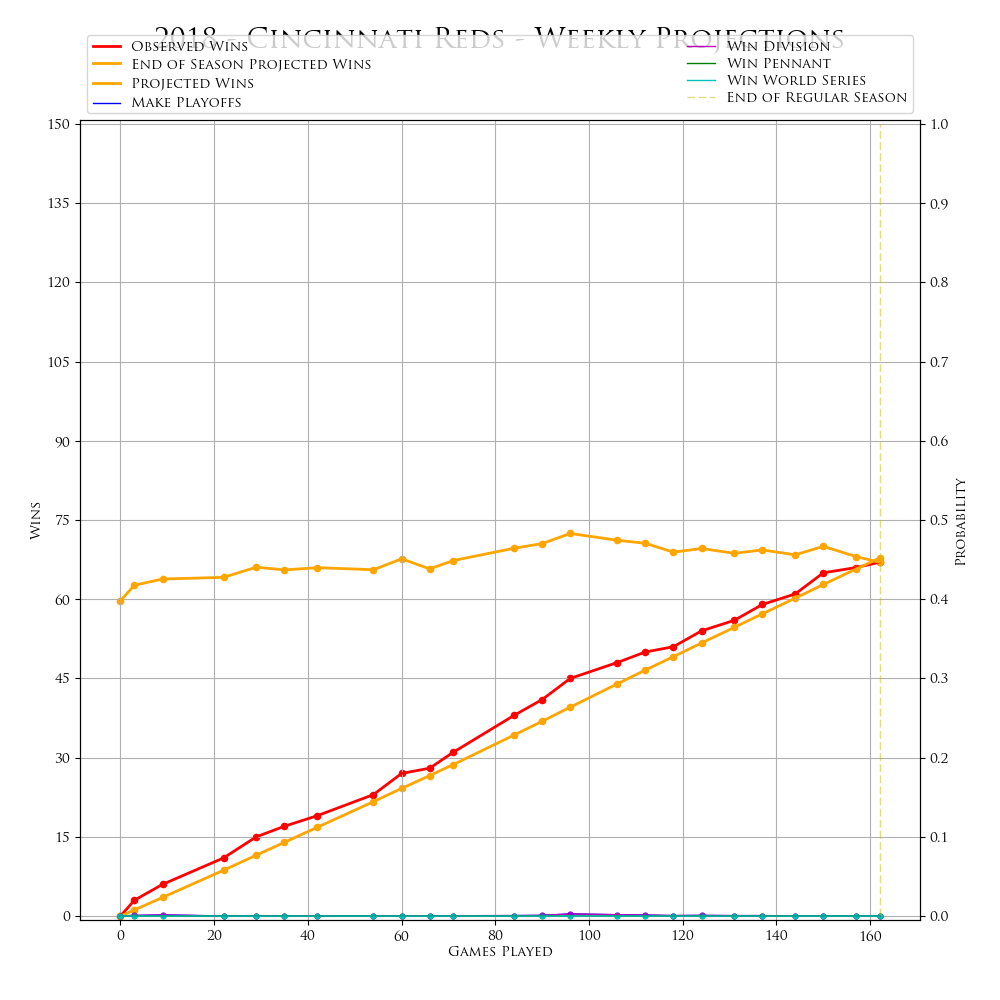 2018 - Cincinnati Reds - Weekly Projections
Observed Wins
End of Season Projected Wins
Projected Wins
Make Playoffs
Win Division
Win Pennant
Win World Series
End of Regular Season
150
135
120
105
90
75
60
45
30
15
0
Wins
1.0
0.9
0.8
0.7
0.6
0.5
0.4
0.3
0.2
0.1
0.0
Probability
0 20 40 60 80 100 120 140 160
Games Played